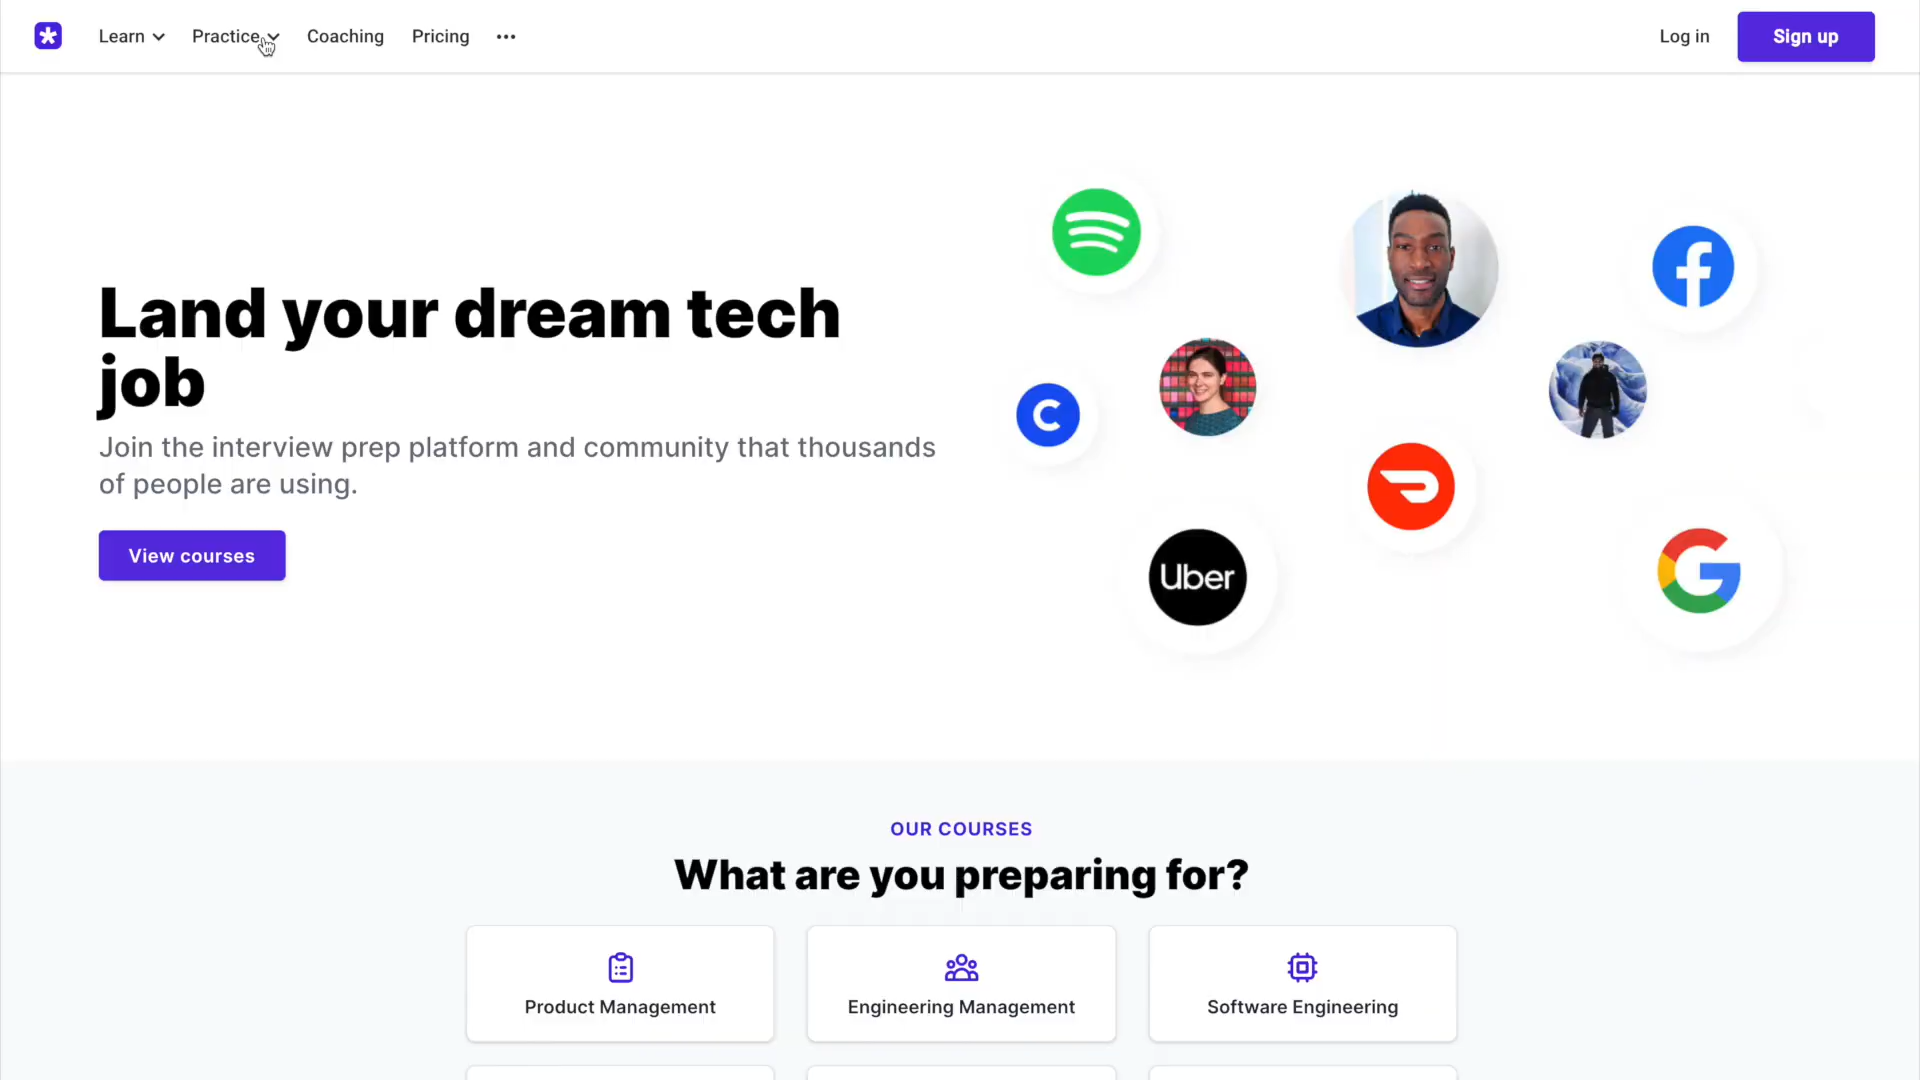 Learn
Practice
Coaching
Pricing
Log in
Sign up
Land your dream tech
job
Join the interview prep platform and community that thousands
of people are using.
View courses
Uber
OUR COURSES
What are you preparing for?
Product Management
Engineering Management
Software Engineering